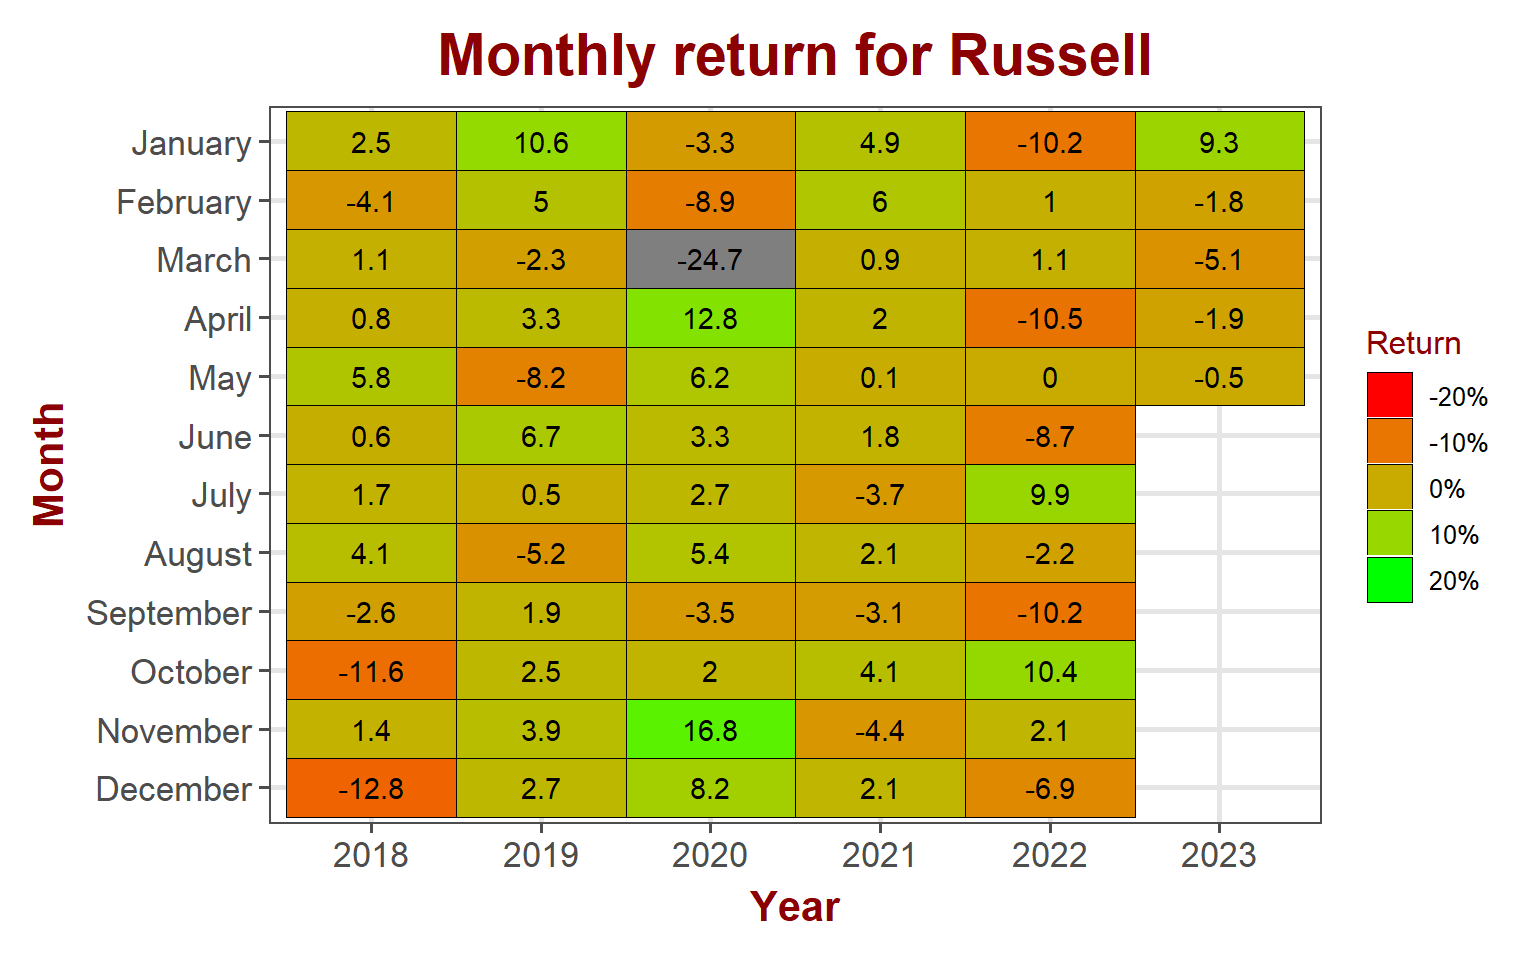 Monthly return for Russell
January 2.5 10.6 -3.3 4.9 -10.2 9.3
February -4.1 5 -8.9 6 1 -1.8
March 1.1 -2.3 -24.7 0.9 1.1 -5.1
April 0.8 3.3 12.8 2 -10.5 -1.9
May 5.8 -8.2 6.2 0.1 0 -0.5
June 0.6 6.7 3.3 1.8 -8.7
July 1.7 0.5 2.7 -3.7 9.9
August 4.1 -5.2 5.4 2.1 -2.2
September -2.6 1.9 -3.5 -3.1 -10.2
October -11.6 2.5 2 4.1 10.4
November 1.4 3.9 16.8 -4.4 2.1
December -12.8 2.7 8.2 2.1 -6.9
2018 2019 2020 2021 2022 2023
Year
Month
Return
-20%
-10%
0%
10%
20%